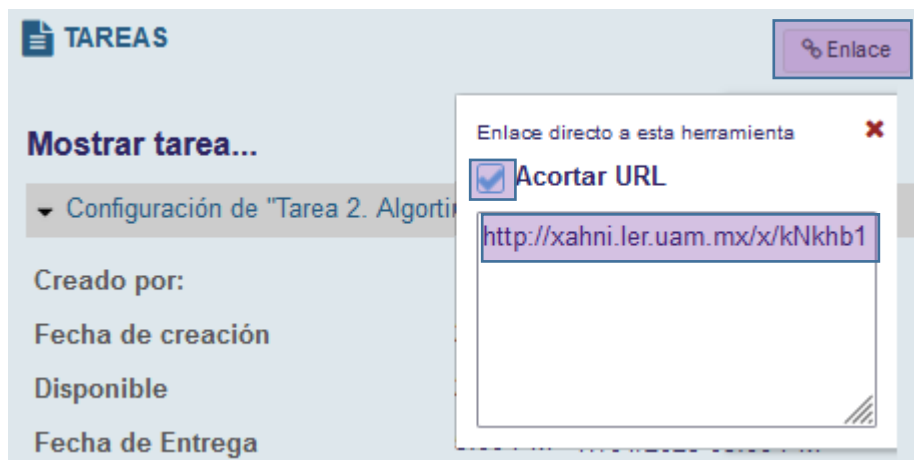 TAREAS
Enlace
Mostrar tarea...
Enlace directo a esta herramienta
Acortar URL
Configuración de "Tarea 2. Algorti
http://xahni.ler.uam.mx/x/kNkhb1
Creado por:
Fecha de creación
Disponible
Fecha de Entrega